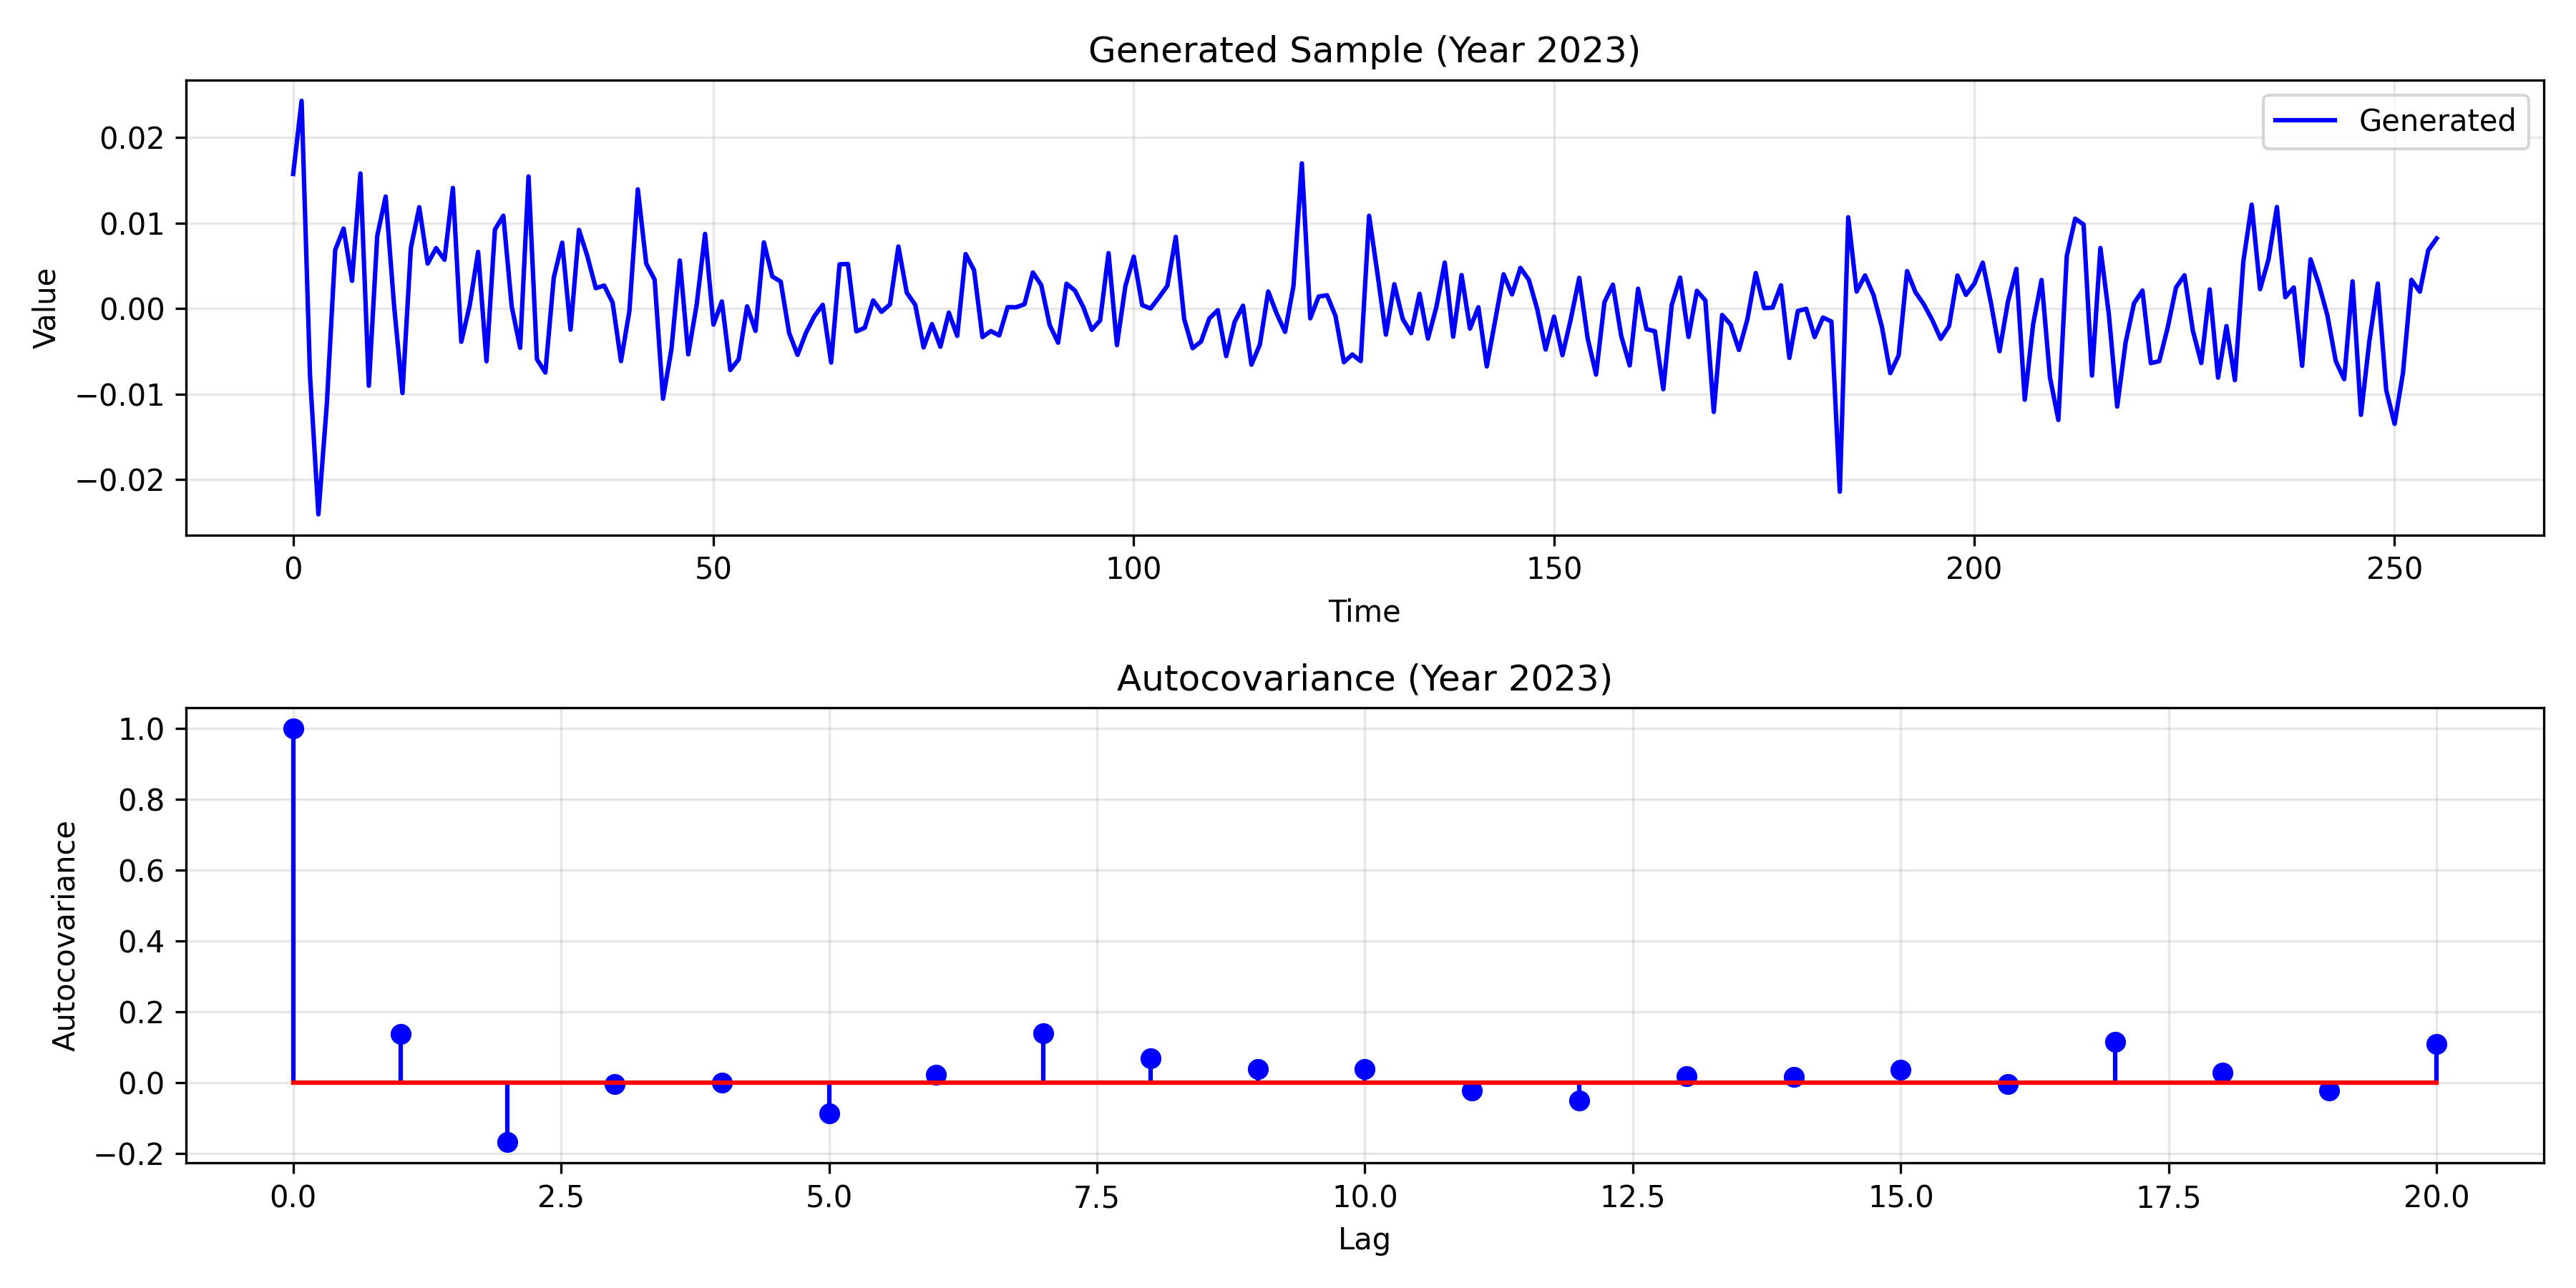 Generated Sample (Year 2023)
Generated
0.02
0.01
0.00
−0.01
−0.02
Value
0 50 100 150 200 250
Time
Autocovariance (Year 2023)
1.0
0.8
0.6
0.4
0.2
0.0
−0.2
Autocovariance
0.0 2.5 5.0 7.5 10.0 12.5 15.0 17.5 20.0
Lag